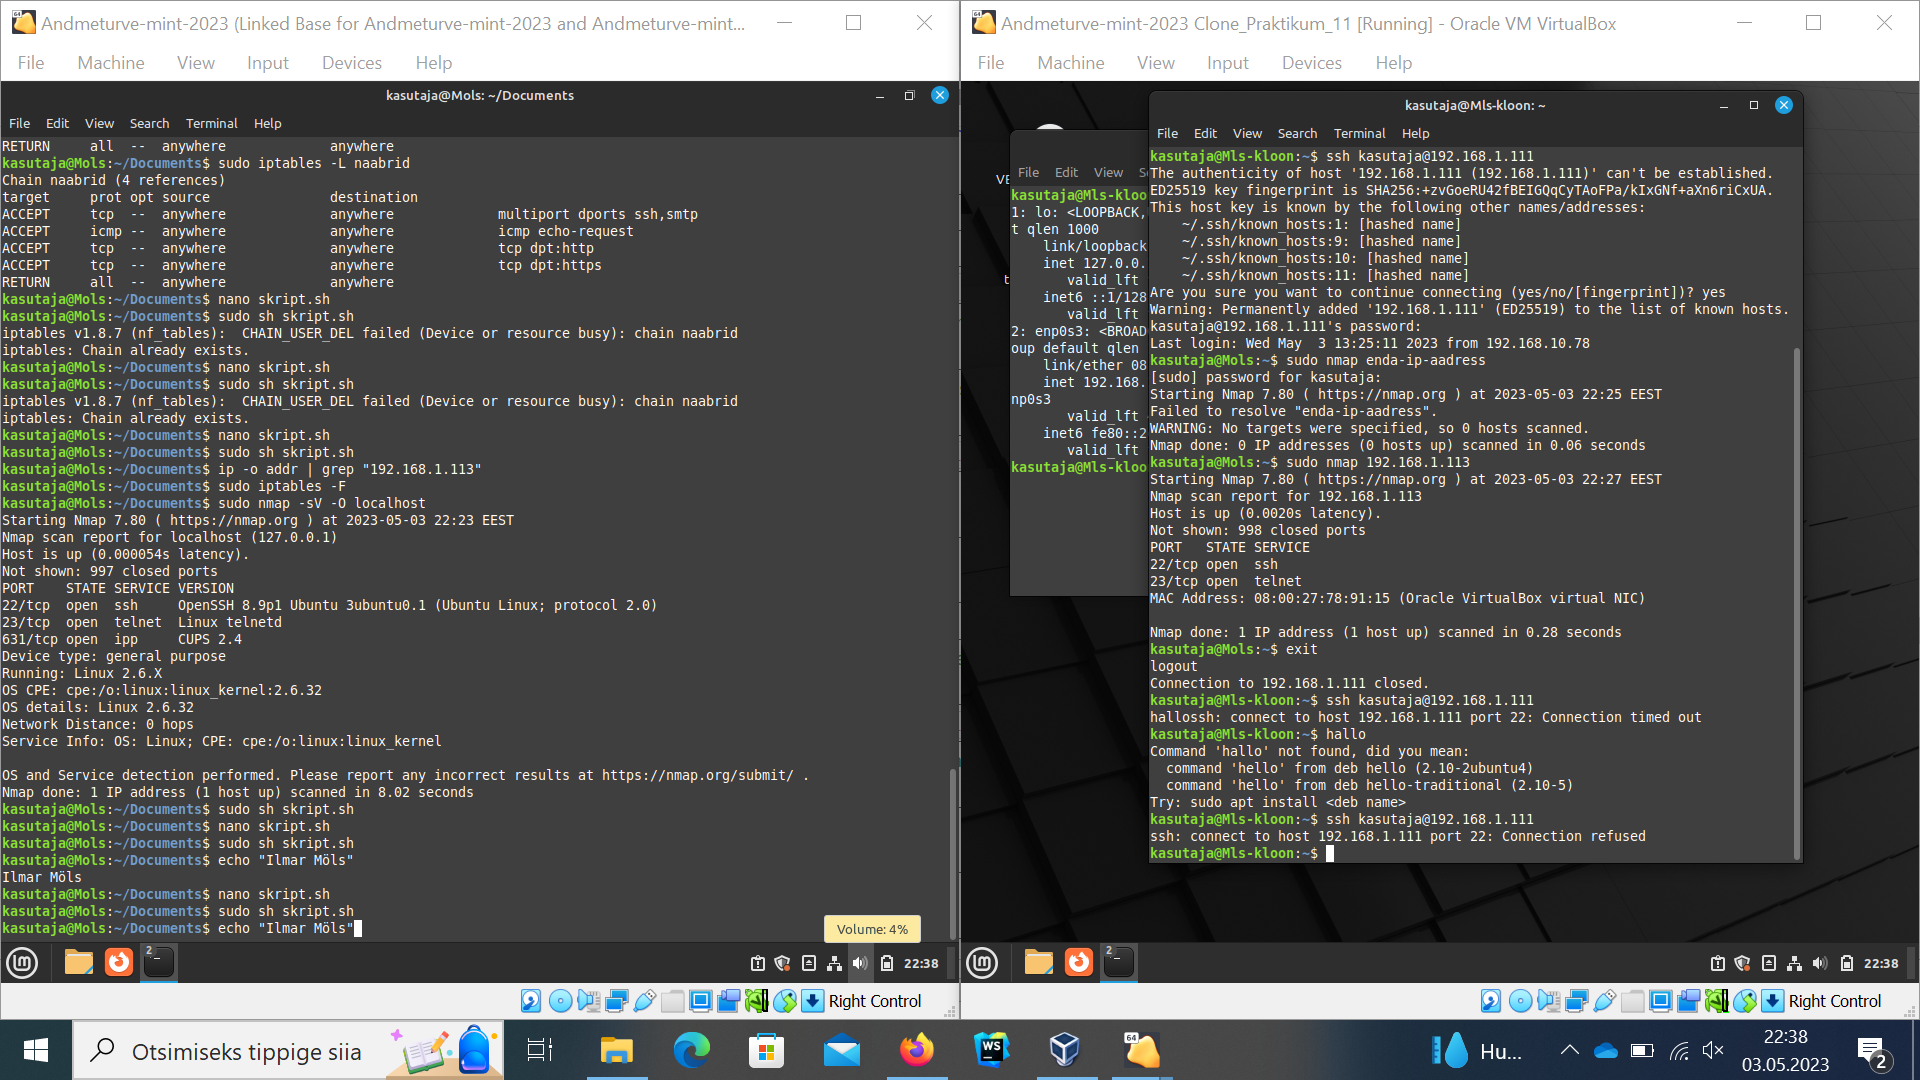 Andmeturve-mint-2023 (Linked Base for Andmeturve-mint-2023 and Andmeturve-mint...
File Machine View Input Devices Help
kasutaja@Mols: ~/Documents
File Edit View Search Terminal Help
RETURN     all  --  anywhere             anywhere
kasutaja@Mols:~/Documents$ sudo iptables -L naabrid
Chain naabrid (4 references)
target     prot opt source               destination
ACCEPT     tcp  --  anywhere             anywhere             multiport dports ssh,smtp
ACCEPT     icmp --  anywhere             anywhere             icmp echo-request
ACCEPT     tcp  --  anywhere             anywhere             tcp dpt:http
ACCEPT     tcp  --  anywhere             anywhere             tcp dpt:https
RETURN     all  --  anywhere             anywhere
kasutaja@Mols:~/Documents$ nano skript.sh
kasutaja@Mols:~/Documents$ sudo sh skript.sh
iptables v1.8.7 (nf_tables):  CHAIN_USER_DEL failed (Device or resource busy): chain naabrid
iptables: Chain already exists.
kasutaja@Mols:~/Documents$ nano skript.sh
kasutaja@Mols:~/Documents$ sudo sh skript.sh
iptables v1.8.7 (nf_tables):  CHAIN_USER_DEL failed (Device or resource busy): chain naabrid
iptables: Chain already exists.
kasutaja@Mols:~/Documents$ nano skript.sh
kasutaja@Mols:~/Documents$ sudo sh skript.sh
kasutaja@Mols:~/Documents$ ip -o addr | grep "192.168.1.113"
kasutaja@Mols:~/Documents$ sudo iptables -F
kasutaja@Mols:~/Documents$ sudo nmap -sV -O localhost
Starting Nmap 7.80 ( https://nmap.org ) at 2023-05-03 22:23 EEST
Nmap scan report for localhost (127.0.0.1)
Host is up (0.000054s latency).
Not shown: 997 closed ports
PORT    STATE SERVICE VERSION
22/tcp  open  ssh     OpenSSH 8.9p1 Ubuntu 3ubuntu0.1 (Ubuntu Linux; protocol 2.0)
23/tcp  open  telnet  Linux telnetd
631/tcp open  ipp     CUPS 2.4
Device type: general purpose
Running: Linux 2.6.X
OS CPE: cpe:/o:linux:linux_kernel:2.6.32
OS details: Linux 2.6.32
Network Distance: 0 hops
Service Info: OS: Linux; CPE: cpe:/o:linux:linux_kernel
OS and Service detection performed. Please report any incorrect results at https://nmap.org/submit/ .
Nmap done: 1 IP address (1 host up) scanned in 8.02 seconds
kasutaja@Mols:~/Documents$ sudo sh skript.sh
kasutaja@Mols:~/Documents$ nano skript.sh
kasutaja@Mols:~/Documents$ sudo sh skript.sh
kasutaja@Mols:~/Documents$ echo "Ilmar Möls"
Ilmar Möls
kasutaja@Mols:~/Documents$ nano skript.sh
kasutaja@Mols:~/Documents$ sudo sh skript.sh
kasutaja@Mols:~/Documents$ echo "Ilmar Möls"
Volume: 4%
2
22:38
Right Control
Andmeturve-mint-2023 Clone_Praktikum_11 [Running] - Oracle VM VirtualBox
File Machine View Input Devices Help
VB
t
File Edit View S
kasutaja@Mls-kloo
1: lo: <LOOPBACK,
t qlen 1000
link/loopback
inet 127.0.0.
valid_lft
inet6 ::1/128
valid_lft
2: enp0s3: <BROAD
oup default qlen
link/ether 08
inet 192.168.
np0s3
valid_lft
inet6 fe80::2
valid_lft
kasutaja@Mls-kloo
kasutaja@Mls-kloon: ~
File Edit View Search Terminal Help
kasutaja@Mls-kloon:~$ ssh kasutaja@192.168.1.111
The authenticity of host '192.168.1.111 (192.168.1.111)' can't be established.
ED25519 key fingerprint is SHA256:+zvGoeRU42fBEIGQqCyTAoFPa/kIxGNf+aXn6riCxUA.
This host key is known by the following other names/addresses:
~/.ssh/known_hosts:1: [hashed name]
~/.ssh/known_hosts:9: [hashed name]
~/.ssh/known_hosts:10: [hashed name]
~/.ssh/known_hosts:11: [hashed name]
Are you sure you want to continue connecting (yes/no/[fingerprint])? yes
Warning: Permanently added '192.168.1.111' (ED25519) to the list of known hosts.
kasutaja@192.168.1.111's password:
Last login: Wed May  3 13:25:11 2023 from 192.168.10.78
kasutaja@Mols:~$ sudo nmap enda-ip-aadress
[sudo] password for kasutaja:
Starting Nmap 7.80 ( https://nmap.org ) at 2023-05-03 22:25 EEST
Failed to resolve "enda-ip-aadress".
WARNING: No targets were specified, so 0 hosts scanned.
Nmap done: 0 IP addresses (0 hosts up) scanned in 0.06 seconds
kasutaja@Mols:~$ sudo nmap 192.168.1.113
Starting Nmap 7.80 ( https://nmap.org ) at 2023-05-03 22:27 EEST
Nmap scan report for 192.168.1.113
Host is up (0.0020s latency).
Not shown: 998 closed ports
PORT   STATE SERVICE
22/tcp open  ssh
23/tcp open  telnet
MAC Address: 08:00:27:78:91:15 (Oracle VirtualBox virtual NIC)
Nmap done: 1 IP address (1 host up) scanned in 0.28 seconds
kasutaja@Mols:~$ exit
logout
Connection to 192.168.1.111 closed.
kasutaja@Mls-kloon:~$ ssh kasutaja@192.168.1.111
hallossh: connect to host 192.168.1.111 port 22: Connection timed out
kasutaja@Mls-kloon:~$ hallo
Command 'hallo' not found, did you mean:
command 'hello' from deb hello (2.10-2ubuntu4)
command 'hello' from deb hello-traditional (2.10-5)
Try: sudo apt install <deb name>
kasutaja@Mls-kloon:~$ ssh kasutaja@192.168.1.111
ssh: connect to host 192.168.1.111 port 22: Connection refused
kasutaja@Mls-kloon:~$
2
22:38
Right Control
Otsimiseks tippige siia
WS
64
Hu...
22:38
03.05.2023
2